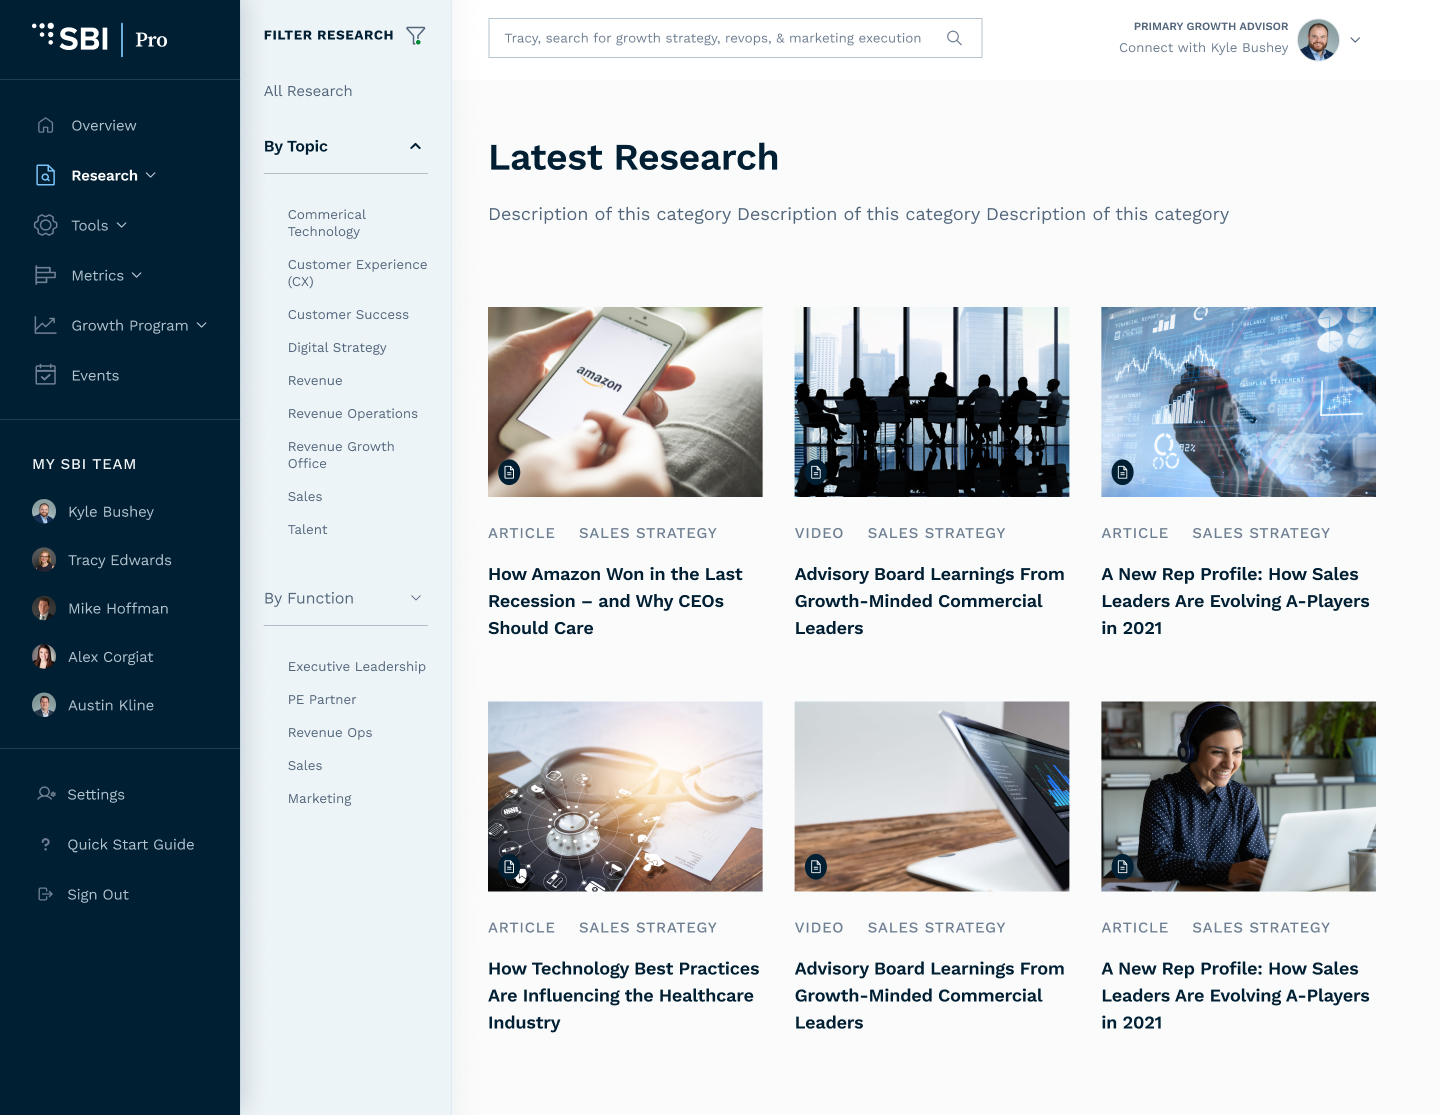 SBI | Pro
Overview
Research
Tools
Metrics
Growth Program
Events
MY SBI TEAM
Kyle Bushey
Tracy Edwards
Mike Hoffman
Alex Corgiat
Austin Kline
Settings
Quick Start Guide
Sign Out
FILTER RESEARCH
All Research
By Topic
Commerical
Technology
Customer Experience
(CX)
Customer Success
Digital Strategy
Revenue
Revenue Operations
Revenue Growth
Office
Sales
Talent
By Function
Executive Leadership
PE Partner
Revenue Ops
Sales
Marketing
Tracy, search for growth strategy, revops, & marketing execution
PRIMARY GROWTH ADVISOR
Connect with Kyle Bushey
Latest Research
Description of this category Description of this category Description of this category
amazon
FINANCIAL REPORT
BALANCE SHEET
CASHFLOW STATEMENT
ARTICLE SALES STRATEGY
How Amazon Won in the Last
Recession – and Why CEOs
Should Care
VIDEO SALES STRATEGY
Advisory Board Learnings From
Growth-Minded Commercial
Leaders
ARTICLE SALES STRATEGY
A New Rep Profile: How Sales
Leaders Are Evolving A-Players
in 2021
ARTICLE SALES STRATEGY
How Technology Best Practices
Are Influencing the Healthcare
Industry
VIDEO SALES STRATEGY
Advisory Board Learnings From
Growth-Minded Commercial
Leaders
ARTICLE SALES STRATEGY
A New Rep Profile: How Sales
Leaders Are Evolving A-Players
in 2021